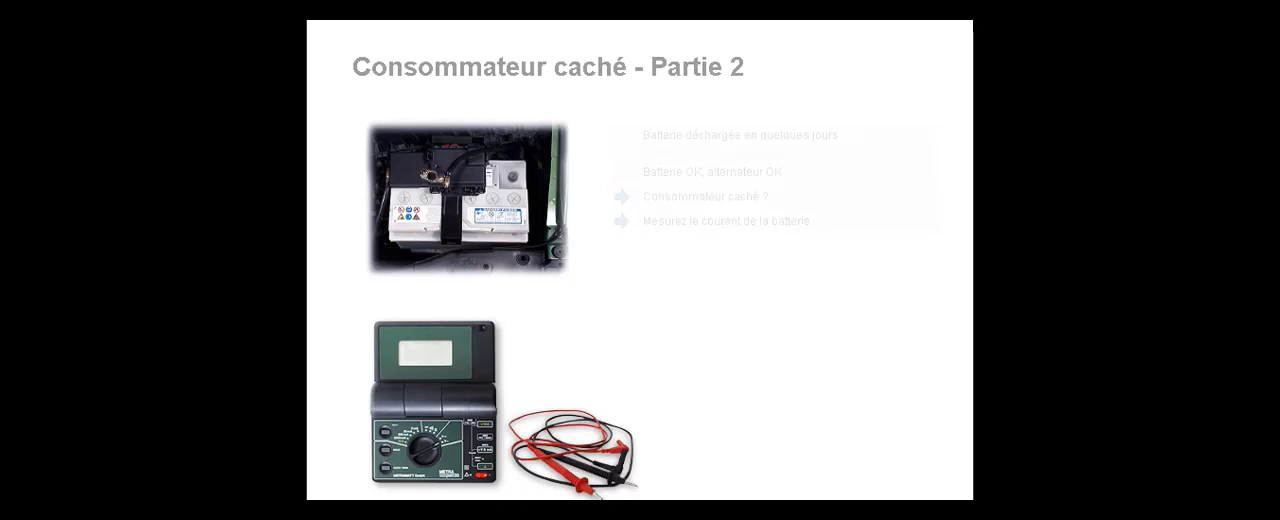 Consommateur caché - Partie 2
Batterie déchargée en quelques jours
Batterie OK, alternateur OK
Consommateur caché ?
Mesurez le courant de la batterie
METRA